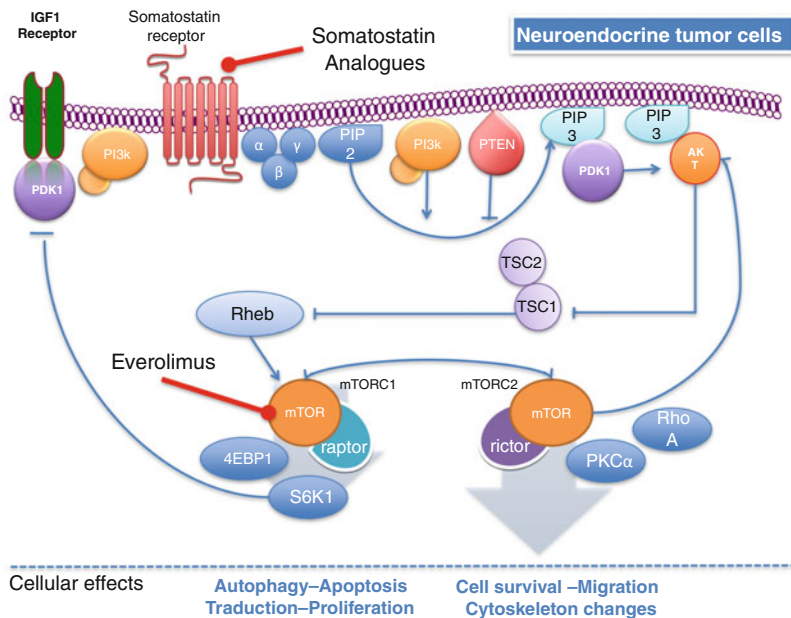 IGF1
Receptor
Somatostatin
receptor
Somatostatin
Analogues
Neuroendocrine tumor cells
PDK1
PI3k
α
γ
β
PIP
2
PI3k
PTEN
PIP
3
PDK1
PIP
3
AK
T
TSC2
TSC1
Rheb
Everolimus
mTOR
mTORC1
raptor
4EBP1
S6K1
mTORC2
mTOR
rictor
PKCα
Rho
A
Cellular effects
Autophagy–Apoptosis
Traduction–Proliferation
Cell survival –Migration
Cytoskeleton changes